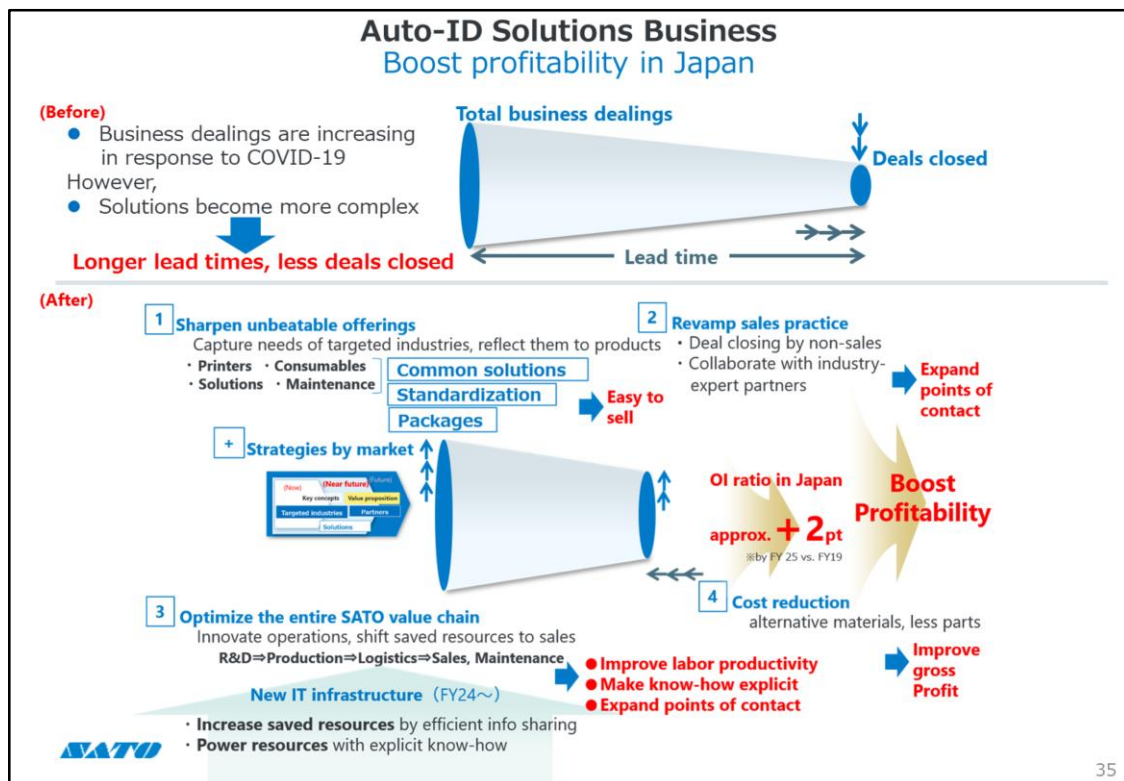 Auto-ID Solutions Business
Boost profitability in Japan
(Before)
● Business dealings are increasing
in response to COVID-19
However,
● Solutions become more complex
Longer lead times, less deals closed
Total business dealings
Deals closed
Lead time
(After)
1 Sharpen unbeatable offerings
Capture needs of targeted industries, reflect them to products
・Printers ・Consumables
・Solutions ・Maintenance
Common solutions
Standardization
Packages
Easy to
sell
2 Revamp sales practice
・Deal closing by non-sales
・Collaborate with industry-
expert partners
Expand
points of
contact
+ Strategies by market
(Now) (Near future) (Future)
Key concepts Value proposition
Targeted industries Partners
Solutions
OI ratio in Japan
approx. +2pt
※by FY 25 vs. FY19
Boost
Profitability
3 Optimize the entire SATO value chain
Innovate operations, shift saved resources to sales
R&D⇒Production⇒Logistics⇒Sales, Maintenance
● Improve labor productivity
● Make know-how explicit
● Expand points of contact
New IT infrastructure（FY24～）
・Increase saved resources by efficient info sharing
・Power resources with explicit know-how
4 Cost reduction
alternative materials, less parts
Improve
gross
Profit
SATO
35